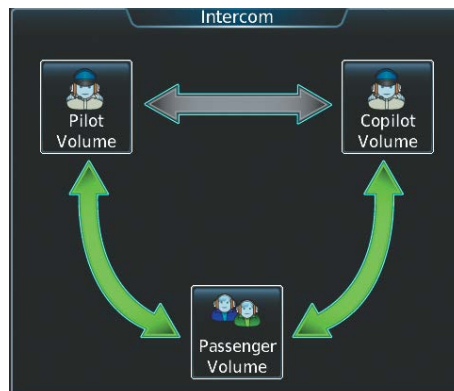 Intercom
Pilot
Volume
Copilot
Volume
Passenger
Volume